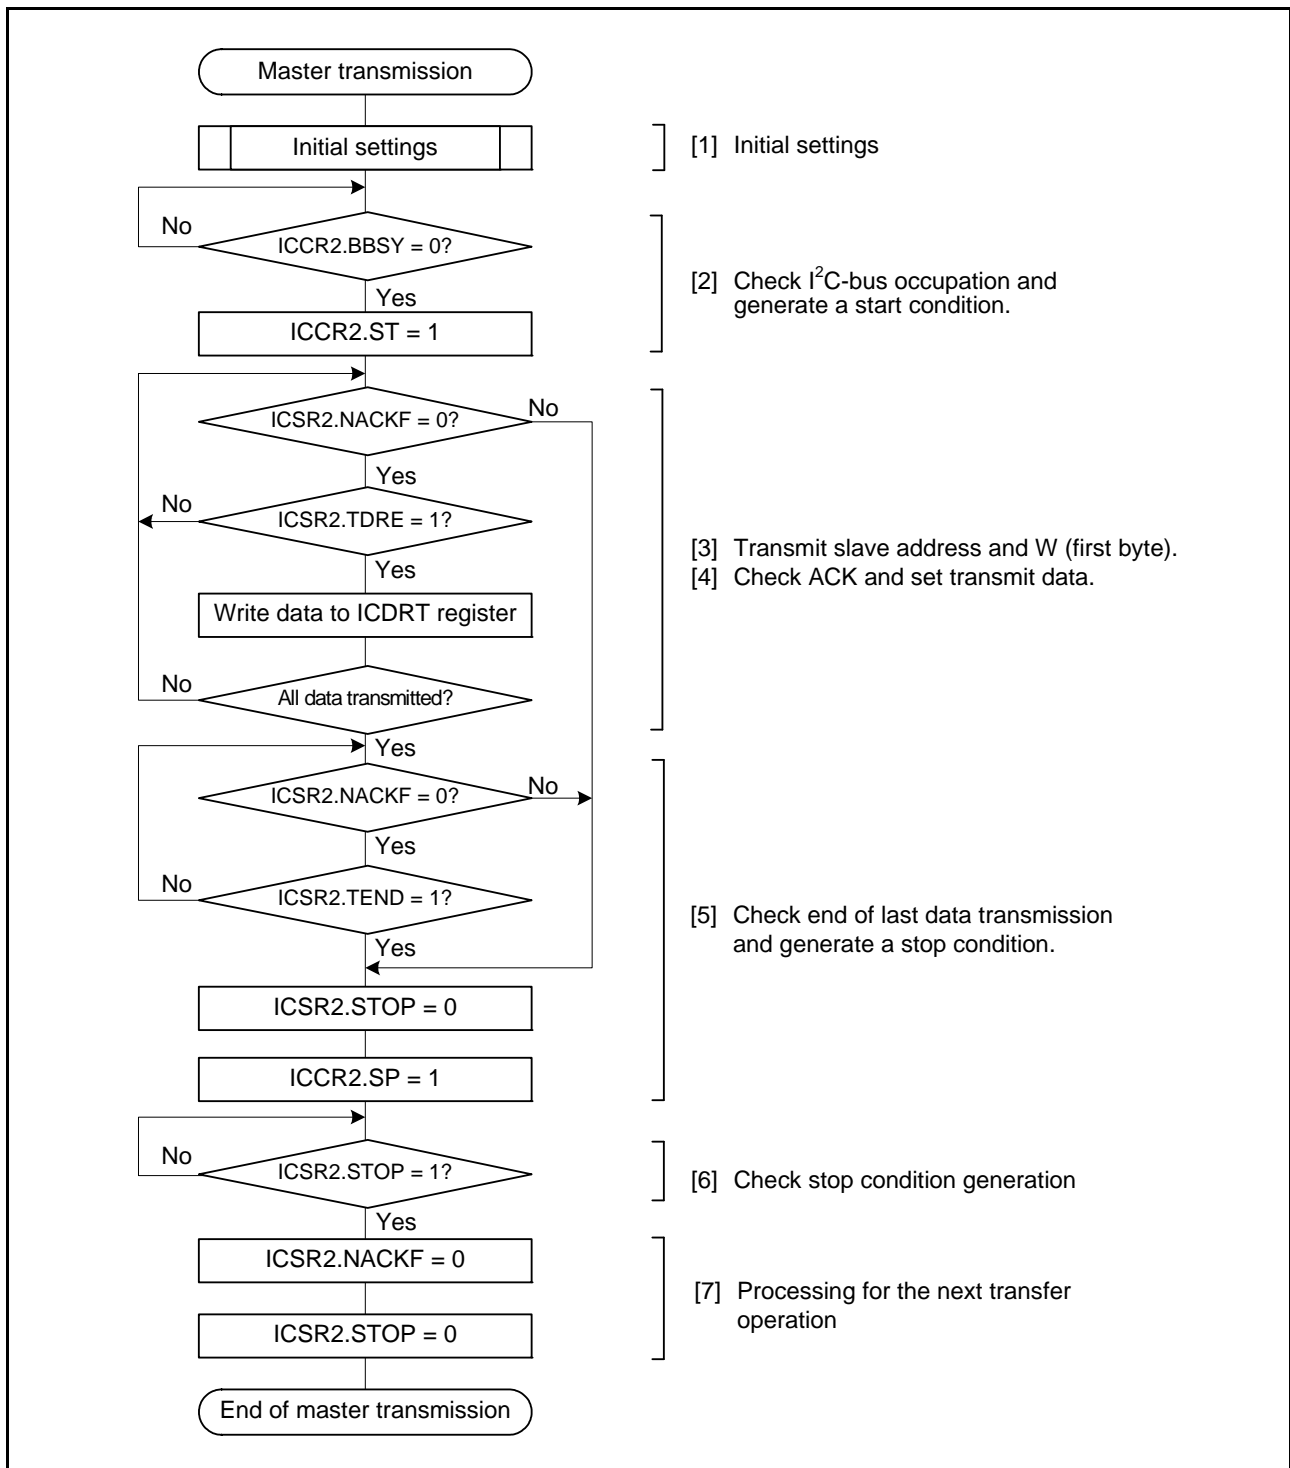 Master transmission
Initial settings
[1] Initial settings
No
ICCR2.BBSY = 0?
Yes
[2] Check I²C-bus occupation and
generate a start condition.
ICCR2.ST = 1
ICSR2.NACKF = 0?
No
Yes
No
ICSR2.TDRE = 1?
Yes
[3] Transmit slave address and W (first byte).
[4] Check ACK and set transmit data.
Write data to ICDRT register
No
All data transmitted?
Yes
ICSR2.NACKF = 0?
No
Yes
No
ICSR2.TEND = 1?
Yes
[5] Check end of last data transmission
and generate a stop condition.
ICSR2.STOP = 0
ICCR2.SP = 1
No
ICSR2.STOP = 1?
Yes
[6] Check stop condition generation
ICSR2.NACKF = 0
[7] Processing for the next transfer
operation
ICSR2.STOP = 0
End of master transmission